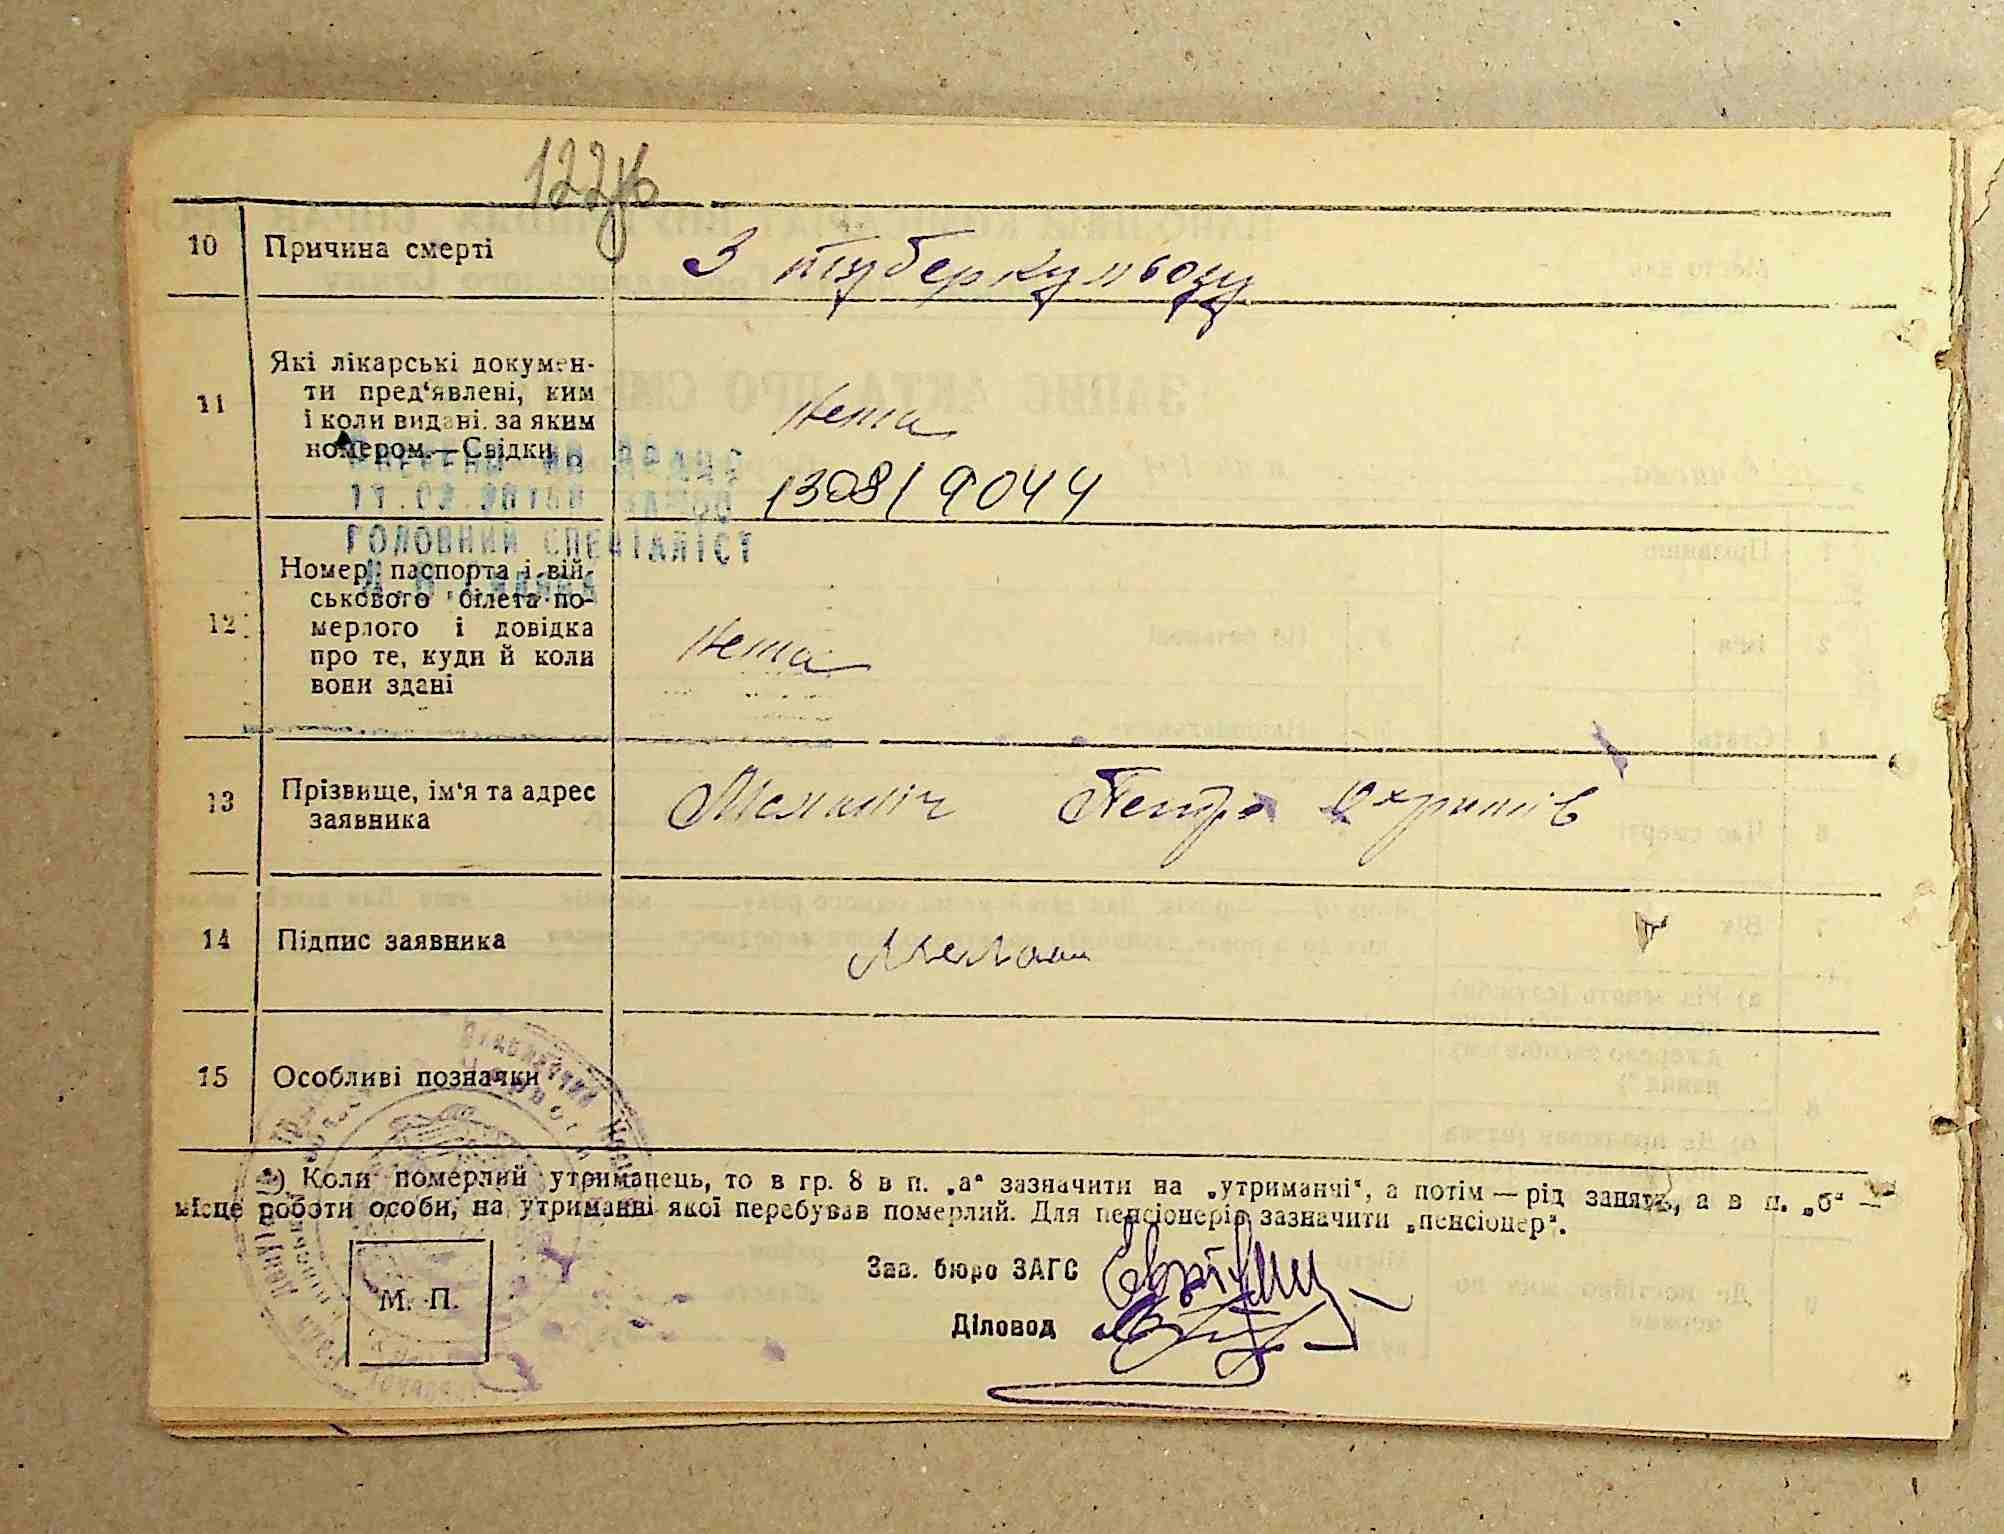 122
10 Причина смерті З туберкульозу
11 Які лікарські докумен-
ти пред'явлені, ким
і коли видані. за яким
номером.—Свідки
Нема
1308/9044
ГОЛОВНИЙ СПЕЦІАЛІСТ
12 Номер паспорта і вій-
ськового білета по-
мерлого і довідка
про те, куди й коли
вони здані
Нема
13 Прізвище, ім'я та адрес
заявника
Петро
14 Підпис заявника
15 Особливі позначки
*) Коли померлий утриманець, то в гр. 8 в п. „а“ зазначити на „утриманчі“, а потім — рід занять, а в п. „б“ —
місце роботи особи, на утриманні якої перебував померлий. Для пенсіонерів зазначити „пенсіонер“.
Зав. бюро ЗАГС
М. П.
Діловод